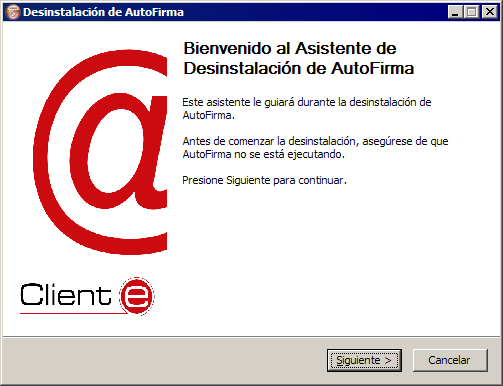 Desinstalación de AutoFirma
Bienvenido al Asistente de
Desinstalación de AutoFirma
Este asistente le guiará durante la desinstalación de
AutoFirma.
Antes de comenzar la desinstalación, asegúrese de que
AutoFirma no se está ejecutando.
Presione Siguiente para continuar.
@
Client e
Siguiente >
Cancelar